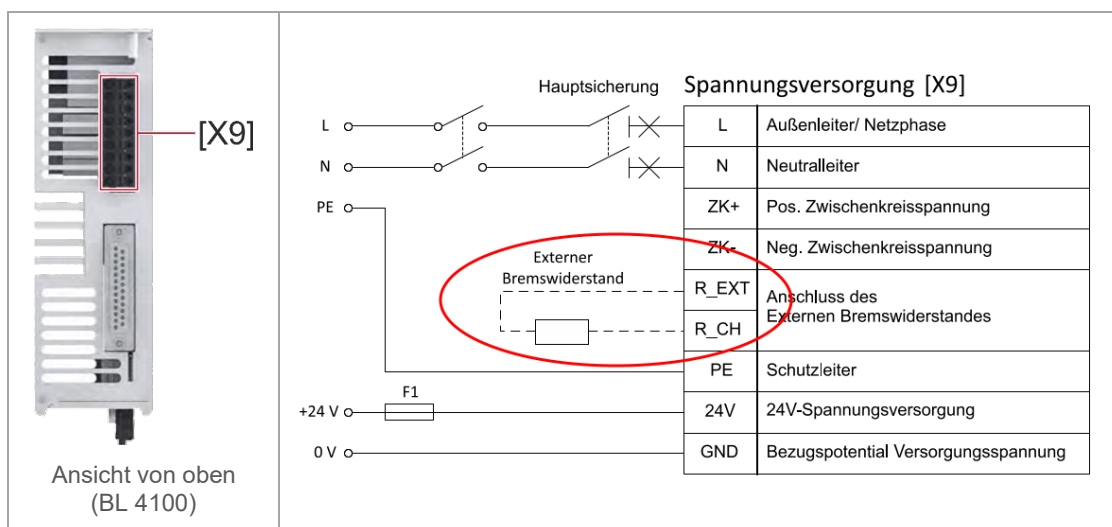 [X9]
Ansicht von oben
(BL 4100)
Hauptsicherung
Spannungsversorgung [X9]
L
L
Außenleiter/ Netzphase
N
N
Neutralleiter
PE
ZK+
Pos. Zwischenkreisspannung
ZK-
Neg. Zwischenkreisspannung
Externer
Bremswiderstand
R_EXT
R_CH
Anschluss des
Externen Bremswiderstandes
PE
Schutzleiter
+24 V
F1
24V
24V-Spannungsversorgung
0 V
GND
Bezugspotential Versorgungsspannung